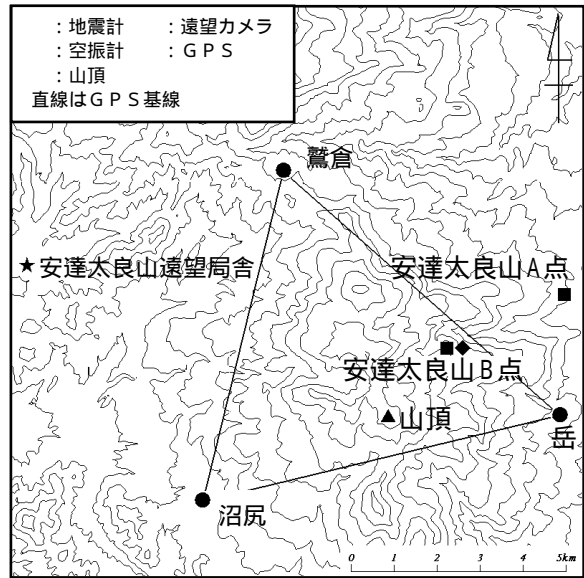 ：地震計　：遠望カメラ
：空振計　：ＧＰＳ
：山頂
直線はＧＰＳ基線
鷲倉
★安達太良山遠望局舎
安達太良山A点
安達太良山B点
▲山頂
岳
沼尻
0 1 2 3 4 5km